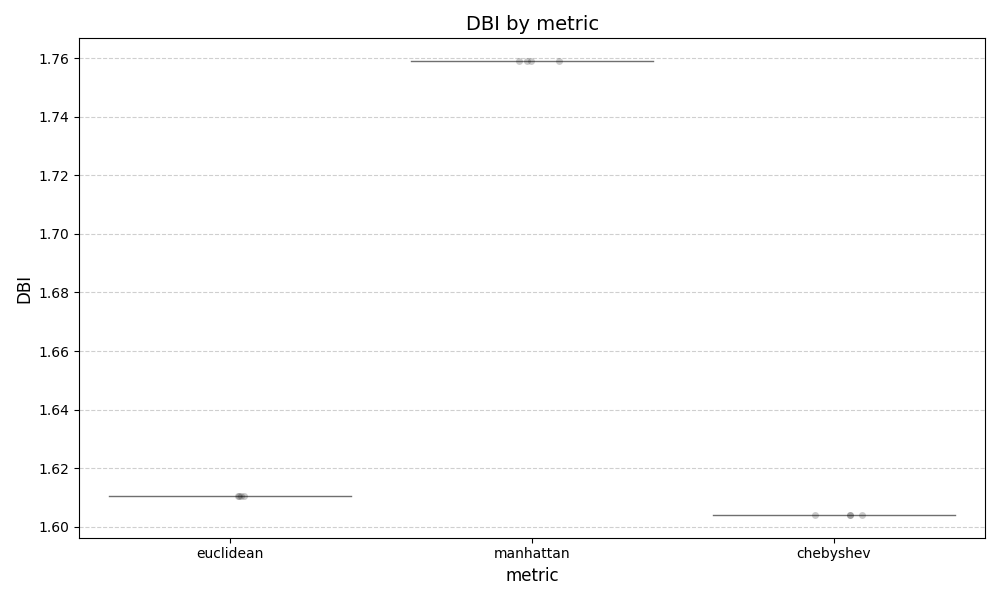 DBI by metric
DBI
1.76
1.74
1.72
1.70
1.68
1.66
1.64
1.62
1.60
euclidean
manhattan
chebyshev
metric